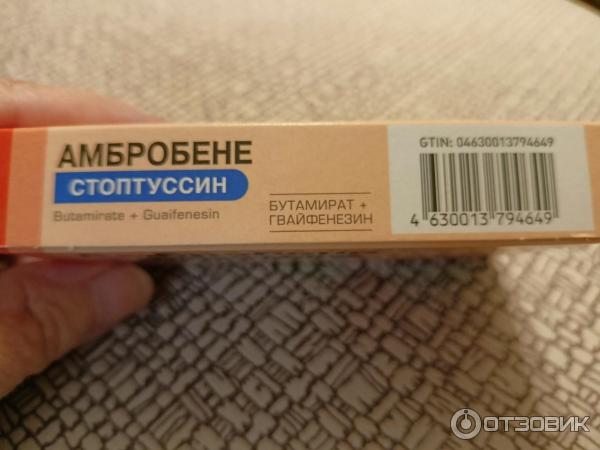 АМБРОБЕНЕ
СТОПТУССИН
Butamirate + Guaifenesin
БУТАМИРАТ +
ГВАЙФЕНЕЗИН
GTIN: 04630013794649
4 630013 794649
ОТЗОВИК